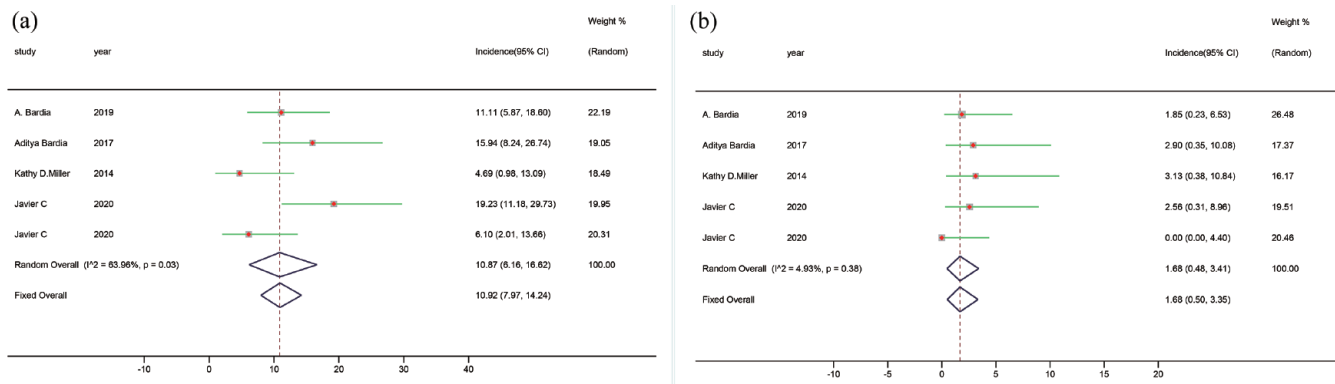 (a)
Weight %
study year Incidence(95% CI) (Random)
A. Bardia 2019 11.11 (5.87, 18.60) 22.19
Aditya Bardia 2017 15.94 (8.24, 26.74) 19.05
Kathy D.Miller 2014 4.69 (0.98, 13.09) 18.49
Javier C 2020 19.23 (11.18, 29.73) 19.95
Javier C 2020 6.10 (2.01, 13.66) 20.31
Random Overall (I^2 = 63.96%, p = 0.03) 10.87 (6.16, 16.62) 100.00
Fixed Overall 10.92 (7.97, 14.24)
-10 0 10 20 30 40
(b)
Weight %
study year Incidence(95% CI) (Random)
A. Bardia 2019 1.85 (0.23, 6.53) 26.48
Aditya Bardia 2017 2.90 (0.35, 10.08) 17.37
Kathy D.Miller 2014 3.13 (0.38, 10.84) 16.17
Javier C 2020 2.56 (0.31, 8.96) 19.51
Javier C 2020 0.00 (0.00, 4.40) 20.46
Random Overall (I^2 = 4.93%, p = 0.38) 1.68 (0.48, 3.41) 100.00
Fixed Overall 1.68 (0.50, 3.35)
-10 -5 0 5 10 15 20